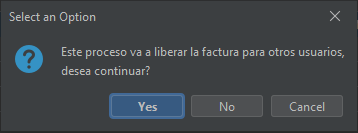 Select an Option
Este proceso va a liberar la factura para otros usuarios,
desea continuar?
Yes
No
Cancel